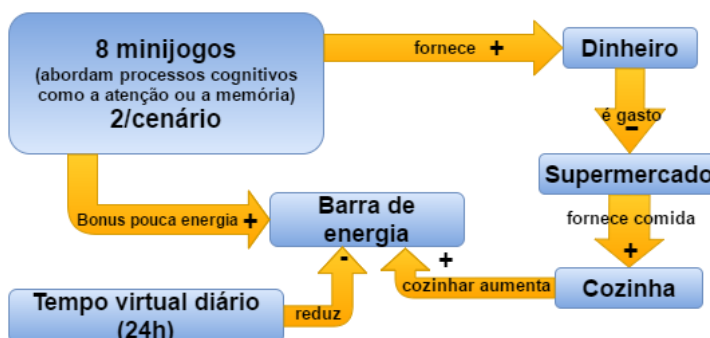 8 minijogos
(abordam processos cognitivos
como a atenção ou a memória)
2/cenário
fornece +
Dinheiro
é gasto
-
Supermercado
fornece comida
+
Cozinha
cozinhar aumenta
+
Bonus pouca energia +
Barra de
energia
-
reduz
Tempo virtual diário
(24h)